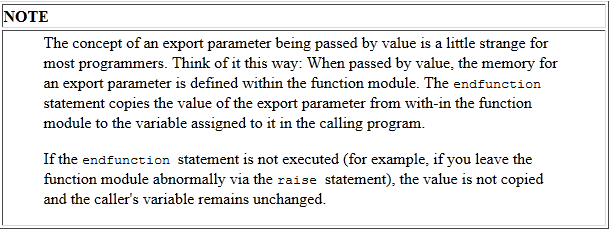 NOTE
The concept of an export parameter being passed by value is a little strange for
most programmers. Think of it this way: When passed by value, the memory for
an export parameter is defined within the function module. The endfunction
statement copies the value of the export parameter from with-in the function
module to the variable assigned to it in the calling program.
If the endfunction statement is not executed (for example, if you leave the
function module abnormally via the raise statement), the value is not copied
and the caller's variable remains unchanged.